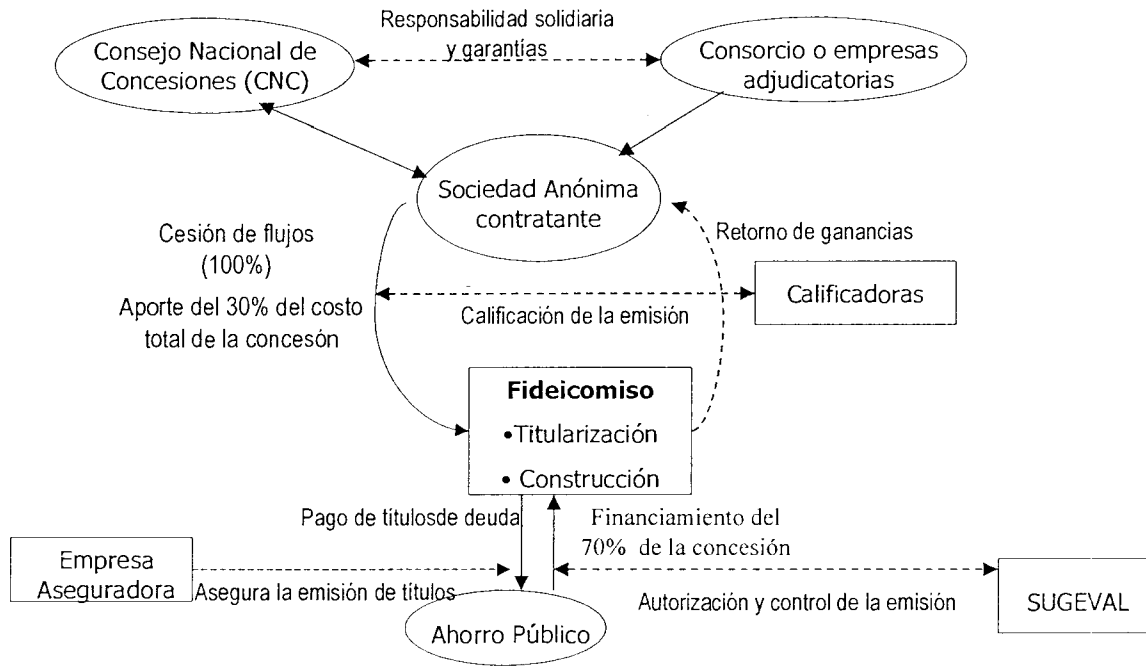 Responsabilidad solidiaria
y garantías
Consejo Nacional de
Concesiones (CNC)
Consorcio o empresas
adjudicatorias
Sociedad Anónima
contratante
Cesión de flujos
(100%)
Aporte del 30% del costo
total de la concesón
Retorno de ganancias
Calificadoras
Calificación de la emisión
Fideicomiso
•Titularización
• Construcción
Pago de títulosde deuda
Financiamiento del
70% de la concesión
Empresa
Aseguradora
Asegura la emisión de títulos
Autorización y control de la emisión
SUGEVAL
Ahorro Público